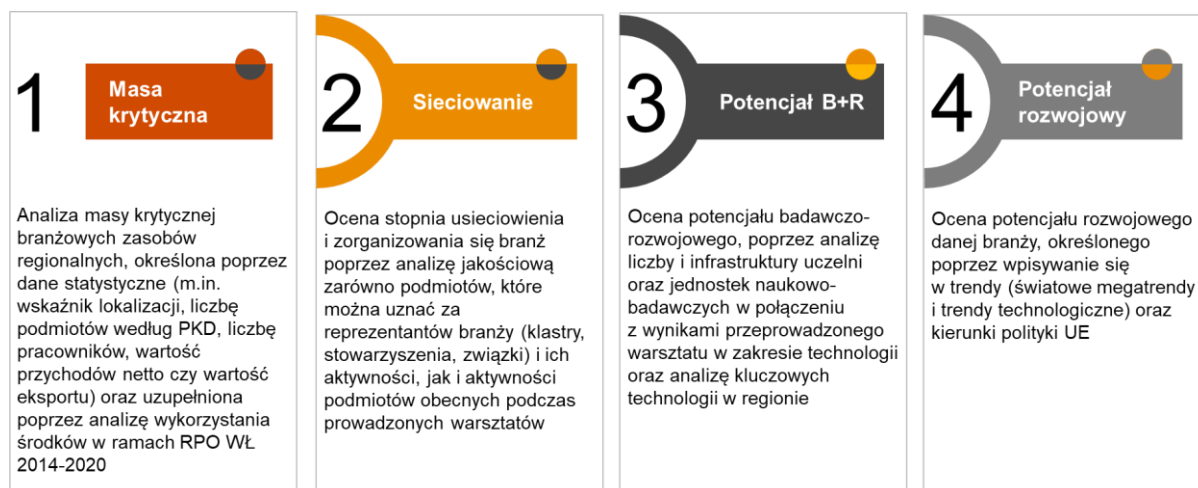 1
Masa
krytyczna
Analiza masy krytycznej
branżowych zasobów
regionalnych, określona poprzez
dane statystyczne (m.in.
wskaźnik lokalizacji, liczbę
podmiotów według PKD, liczbę
pracowników, wartość
przychodów netto czy wartość
eksportu) oraz uzupełniona
poprzez analizę wykorzystania
środków w ramach RPO WŁ
2014-2020
2
Sieciowanie
Ocena stopnia usieciowienia
i zorganizowania się branż
poprzez analizę jakościową
zarówno podmiotów, które
można uznać za
reprezentantów branży (klastry,
stowarzyszenia, związki) i ich
aktywności, jak i aktywności
podmiotów obecnych podczas
prowadzonych warsztatów
3
Potencjał B+R
Ocena potencjału badawczo-
rozwojowego, poprzez analizę
liczby i infrastruktury uczelni
oraz jednostek naukowo-
badawczych w połączeniu
z wynikami przeprowadzonego
warsztatu w zakresie technologii
oraz analizę kluczowych
technologii w regionie
4
Potencjał
rozwojowy
Ocena potencjału rozwojowego
danej branży, określonego
poprzez wpisywanie się
w trendy (światowe megatrendy
i trendy technologiczne) oraz
kierunki polityki UE